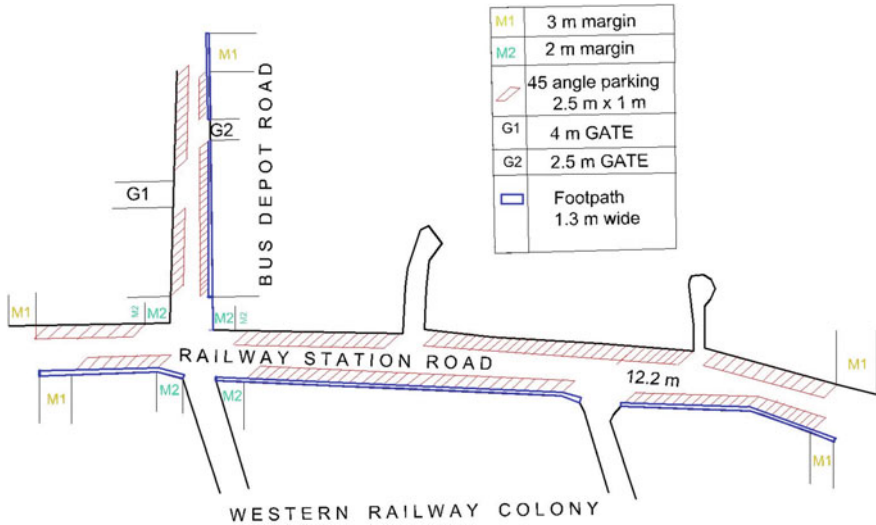 M1 3 m margin
M2 2 m margin
45 angle parking
2.5 m x 1 m
G1 4 m GATE
G2 2.5 m GATE
Footpath
1.3 m wide
M1
G2
BUS DEPOT ROAD
G1
M1
M2
M2
M2
M2
RAILWAY STATION ROAD
12.2 m
M1
M1
M2
M2
M1
WESTERN RAILWAY COLONY